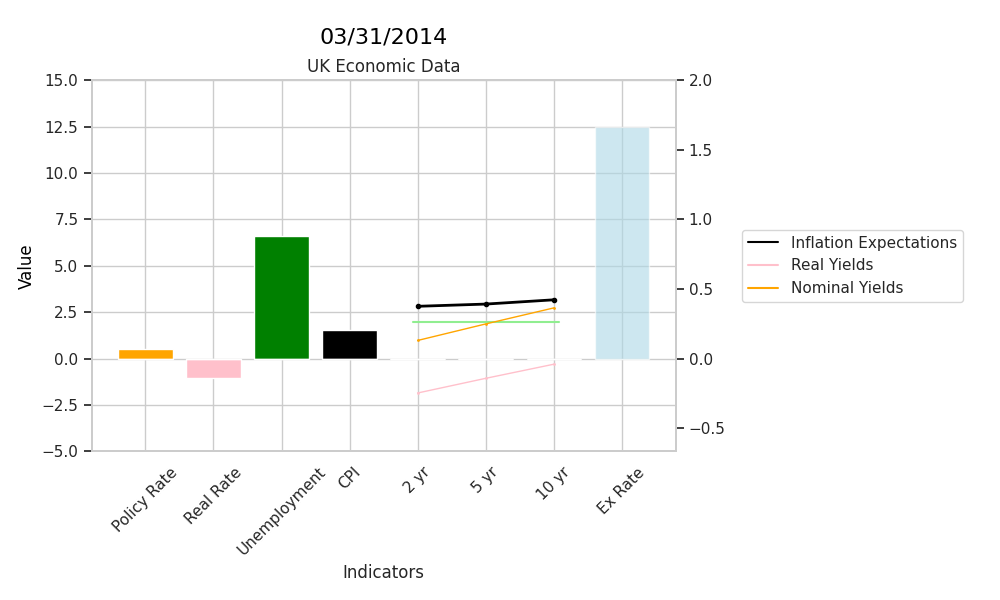 03/31/2014
UK Economic Data
15.0
12.5
10.0
7.5
5.0
2.5
0.0
−2.5
−5.0
Value
2.0
1.5
1.0
0.5
0.0
−0.5
Inflation Expectations
Real Yields
Nominal Yields
Policy Rate
Real Rate
Unemployment
CPI
2 yr
5 yr
10 yr
Ex Rate
Indicators